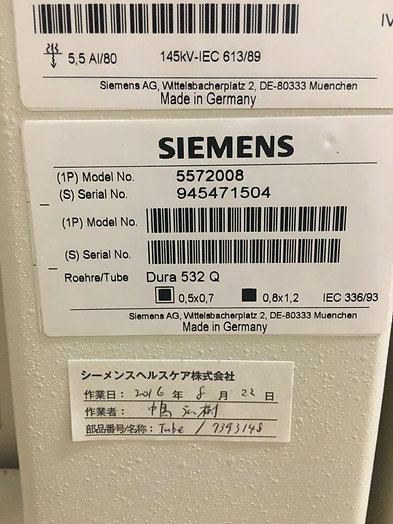 IV
5,5 Al/80 145kV-IEC 613/89
Siemens AG, Wittelsbacherplatz 2, DE-80333 Muenchen
Made in Germany
SIEMENS
(1P) Model No. 5572008
(S) Serial No. 945471504
(1P) Model No.
(S) Serial No.
Roehre/Tube Dura 532 Q
0,5x0,7 0,8x1,2 IEC 336/93
Siemens AG, Wittelsbacherplatz 2, DE-80333 Muenchen
Made in Germany
シーメンスヘルスケア株式会社
作業日: 2016 年 8 月 22 日
作業者: 樹
部品番号/名称: Tube / 7393148